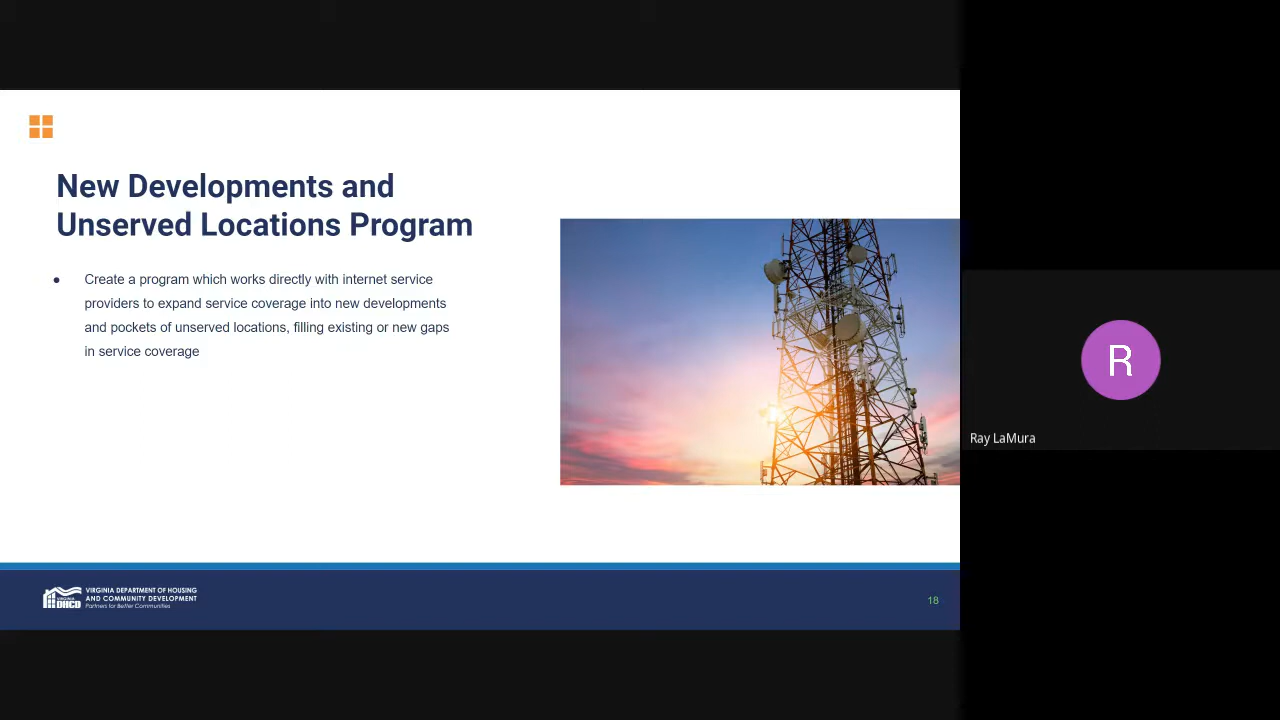 New Developments and
Unserved Locations Program
● Create a program which works directly with internet service
providers to expand service coverage into new developments
and pockets of unserved locations, filling existing or new gaps
in service coverage
R
Ray LaMura
VIRGINIA
DHCD
VIRGINIA DEPARTMENT OF HOUSING
AND COMMUNITY DEVELOPMENT
Partners for Better Communities
18